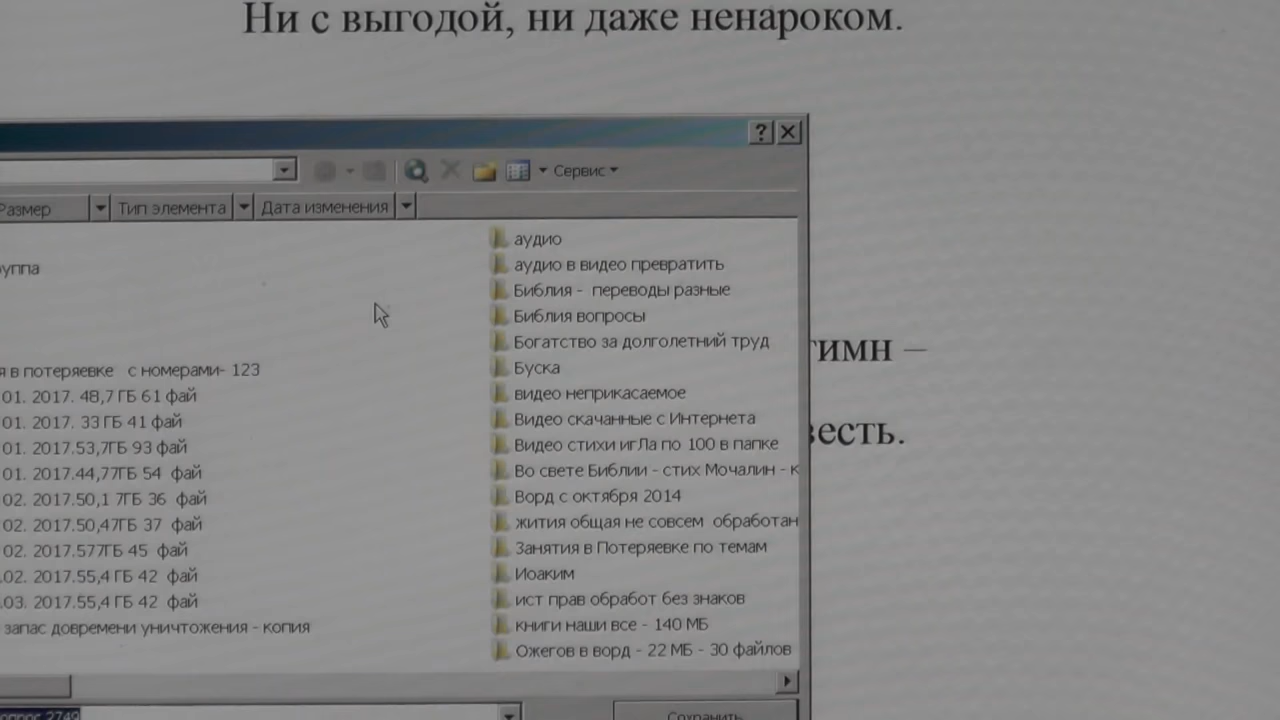 Ни с выгодой, ни даже ненароком.
? X
Сервис
Размер Тип элемента Дата изменения
аудио
аудио в видео превратить
уппа
Библия - переводы разные
Библия вопросы
Богатство за долголетний труд
гимн –
я в потеряевке с номерами- 123
Буска
01. 2017. 48,7 ГБ 61 фай
видео неприкасаемое
01. 2017. 33 ГБ 41 фай
Видео скачанные с Интернета
весть.
01. 2017.53,7ГБ 93 фай
Видео стихи игЛа по 100 в папке
01. 2017.44,77ГБ 54 фай
Во свете Библии - стих Мочалин - к
02. 2017.50,1 7ГБ 36 фай
Ворд с октября 2014
02. 2017.50,47ГБ 37 фай
жития общая не совсем обработан
02. 2017.577ГБ 45 фай
Занятия в Потеряевке по темам
.02. 2017.55,4 ГБ 42 фай
Иоаким
.03. 2017.55,4 ГБ 42 фай
ист прав обработ без знаков
запас довремени уничтожения - копия
книги наши все - 140 МБ
Ожегов в ворд - 22 МБ - 30 файлов
вопрос 2749
Сохранить